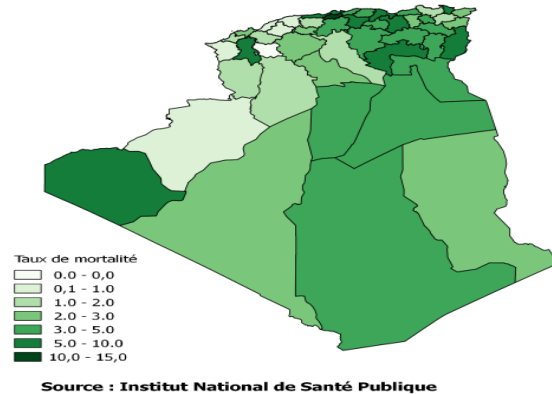 Taux de mortalité
0.0 - 0,0
0,1 - 1.0
1.0 - 2.0
2.0 - 3.0
3.0 - 5.0
5.0 - 10.0
10,0 - 15,0
Source : Institut National de Santé Publique